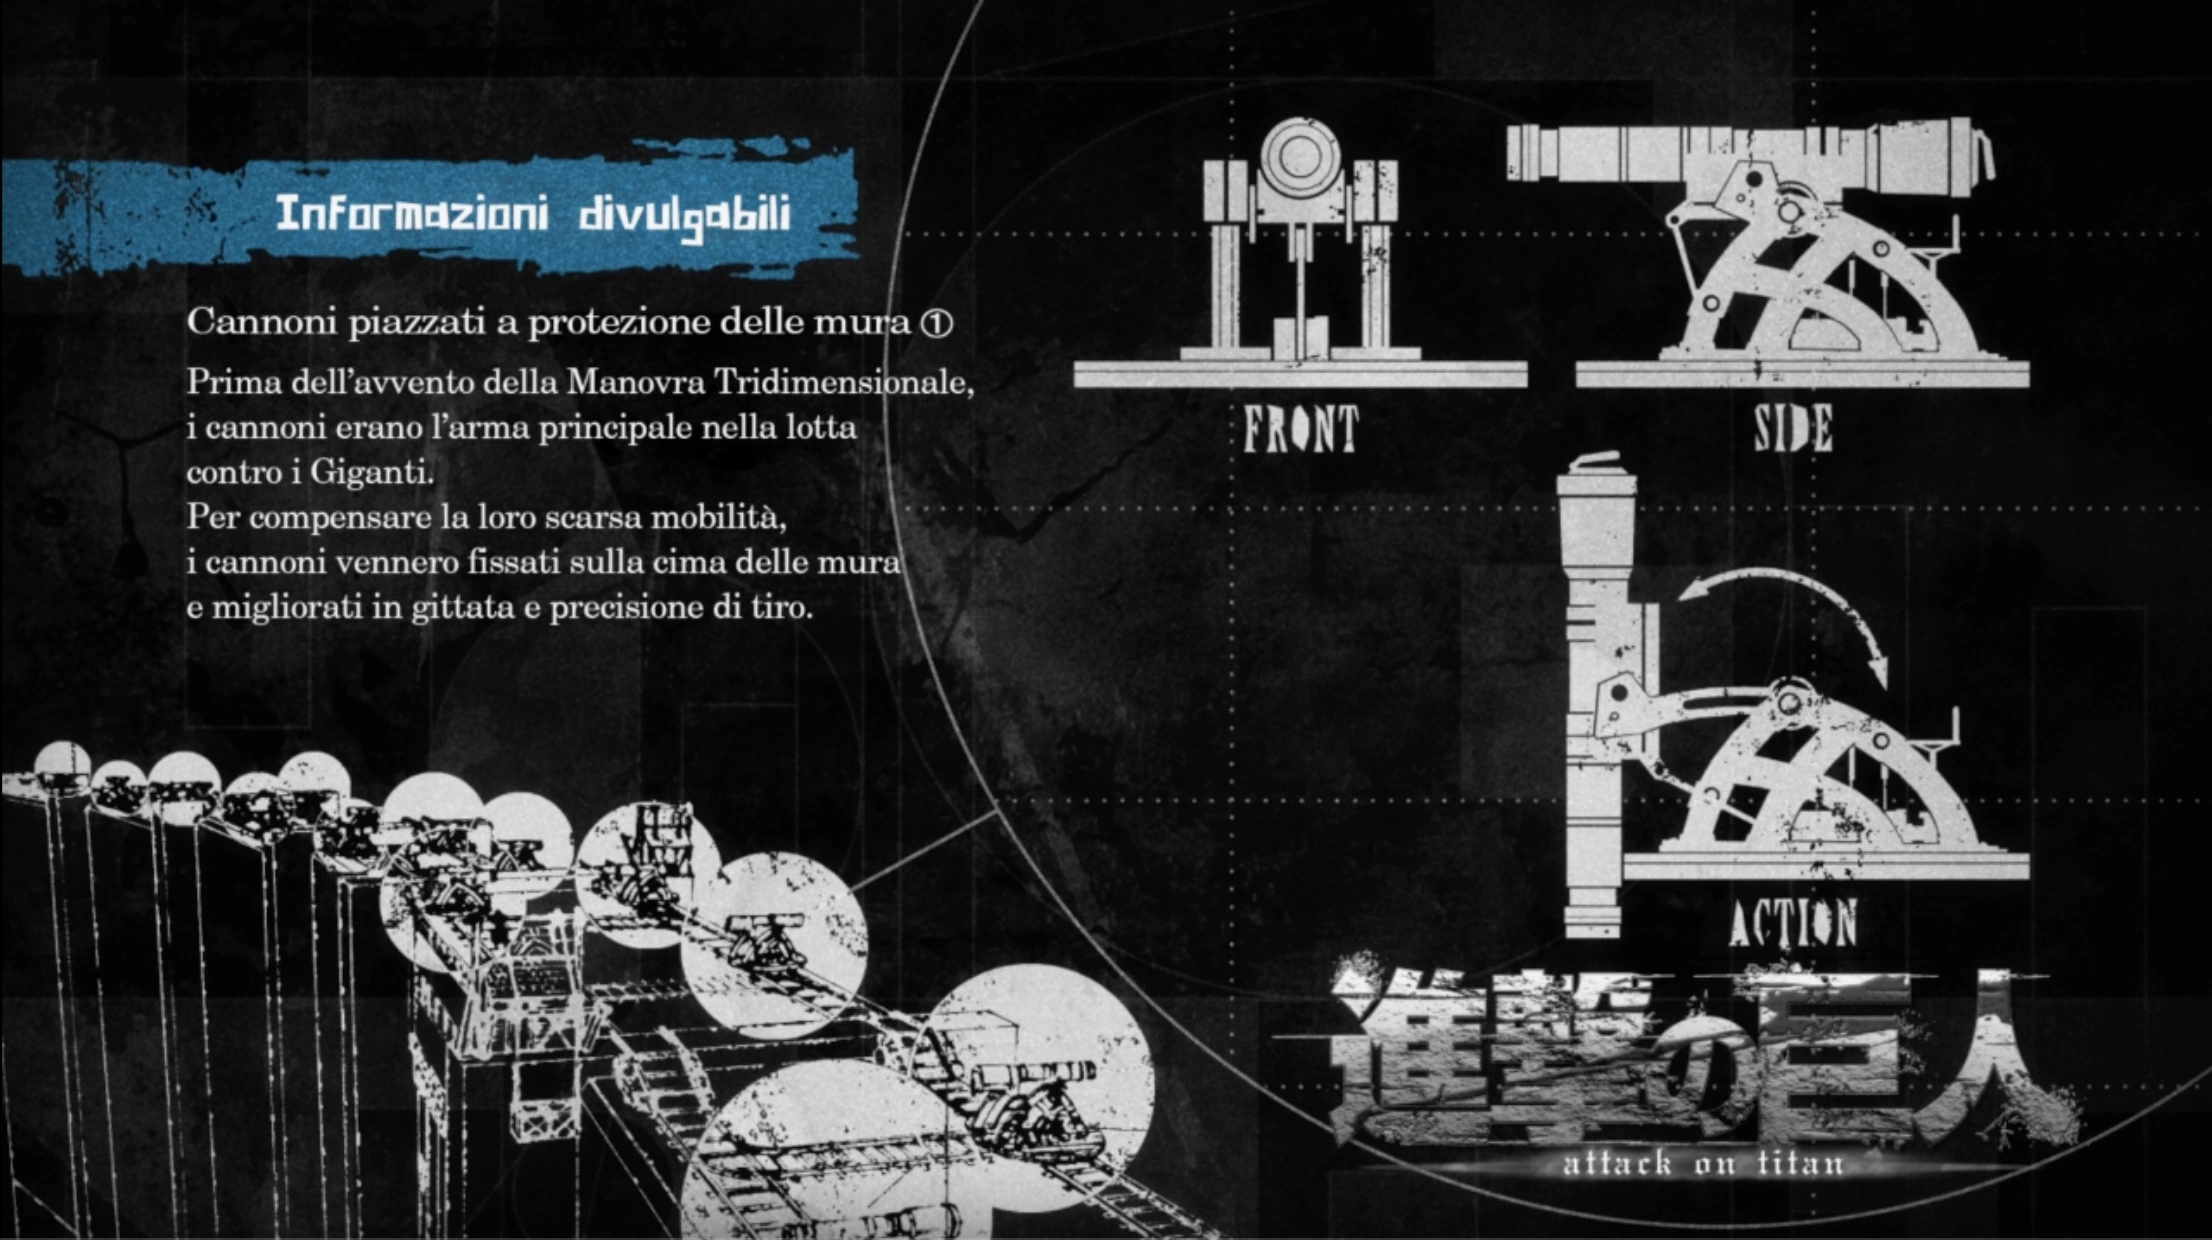 Informazioni divulgabili
Cannoni piazzati a protezione delle mura ①
Prima dell’avvento della Manovra Tridimensionale,
i cannoni erano l’arma principale nella lotta
contro i Giganti.
Per compensare la loro scarsa mobilità,
i cannoni vennero fissati sulla cima delle mura
e migliorati in gittata e precisione di tiro.
FRONT
SIDE
ACTION
進撃の巨人
attack on titan